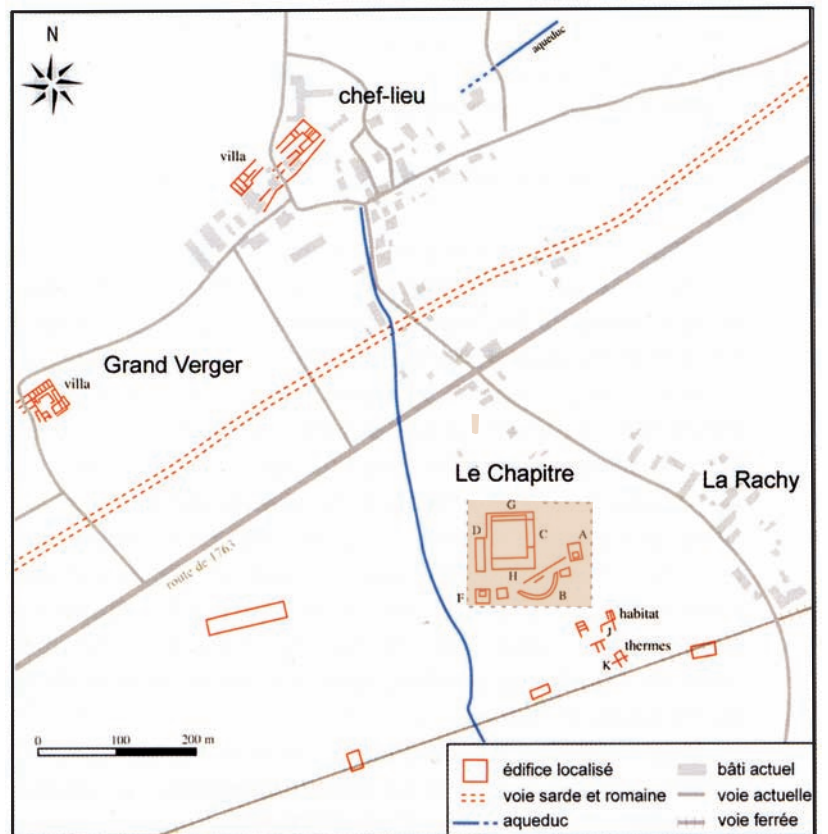 N
aqueduc
chef-lieu
villa
Grand Verger
villa
Le Chapitre
La Rachy
G
D
C
A
H
F
B
route de 1763
habitat
J
thermes
K
0 100 200 m
édifice localisé
bâti actuel
voie sarde et romaine
voie actuelle
aqueduc
voie ferrée